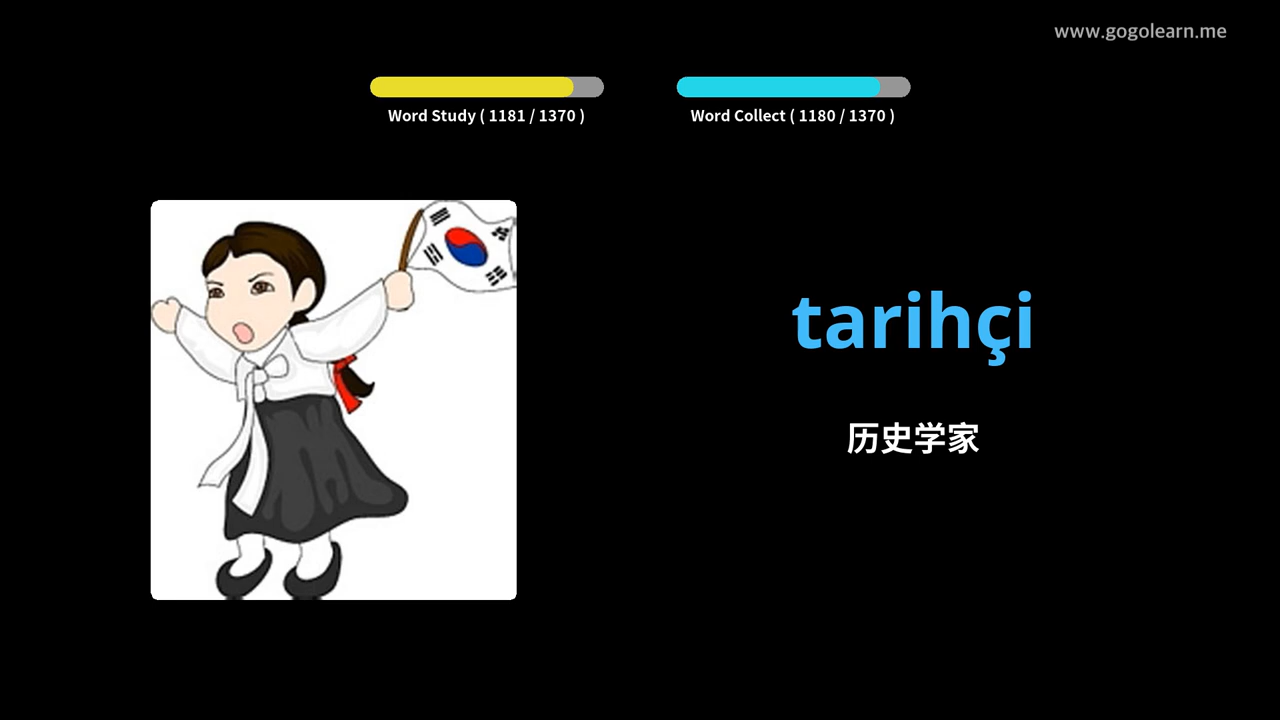 www.gogolearn.me
Word Study ( 1181 / 1370 )
Word Collect ( 1180 / 1370 )
tarihçi
历史学家